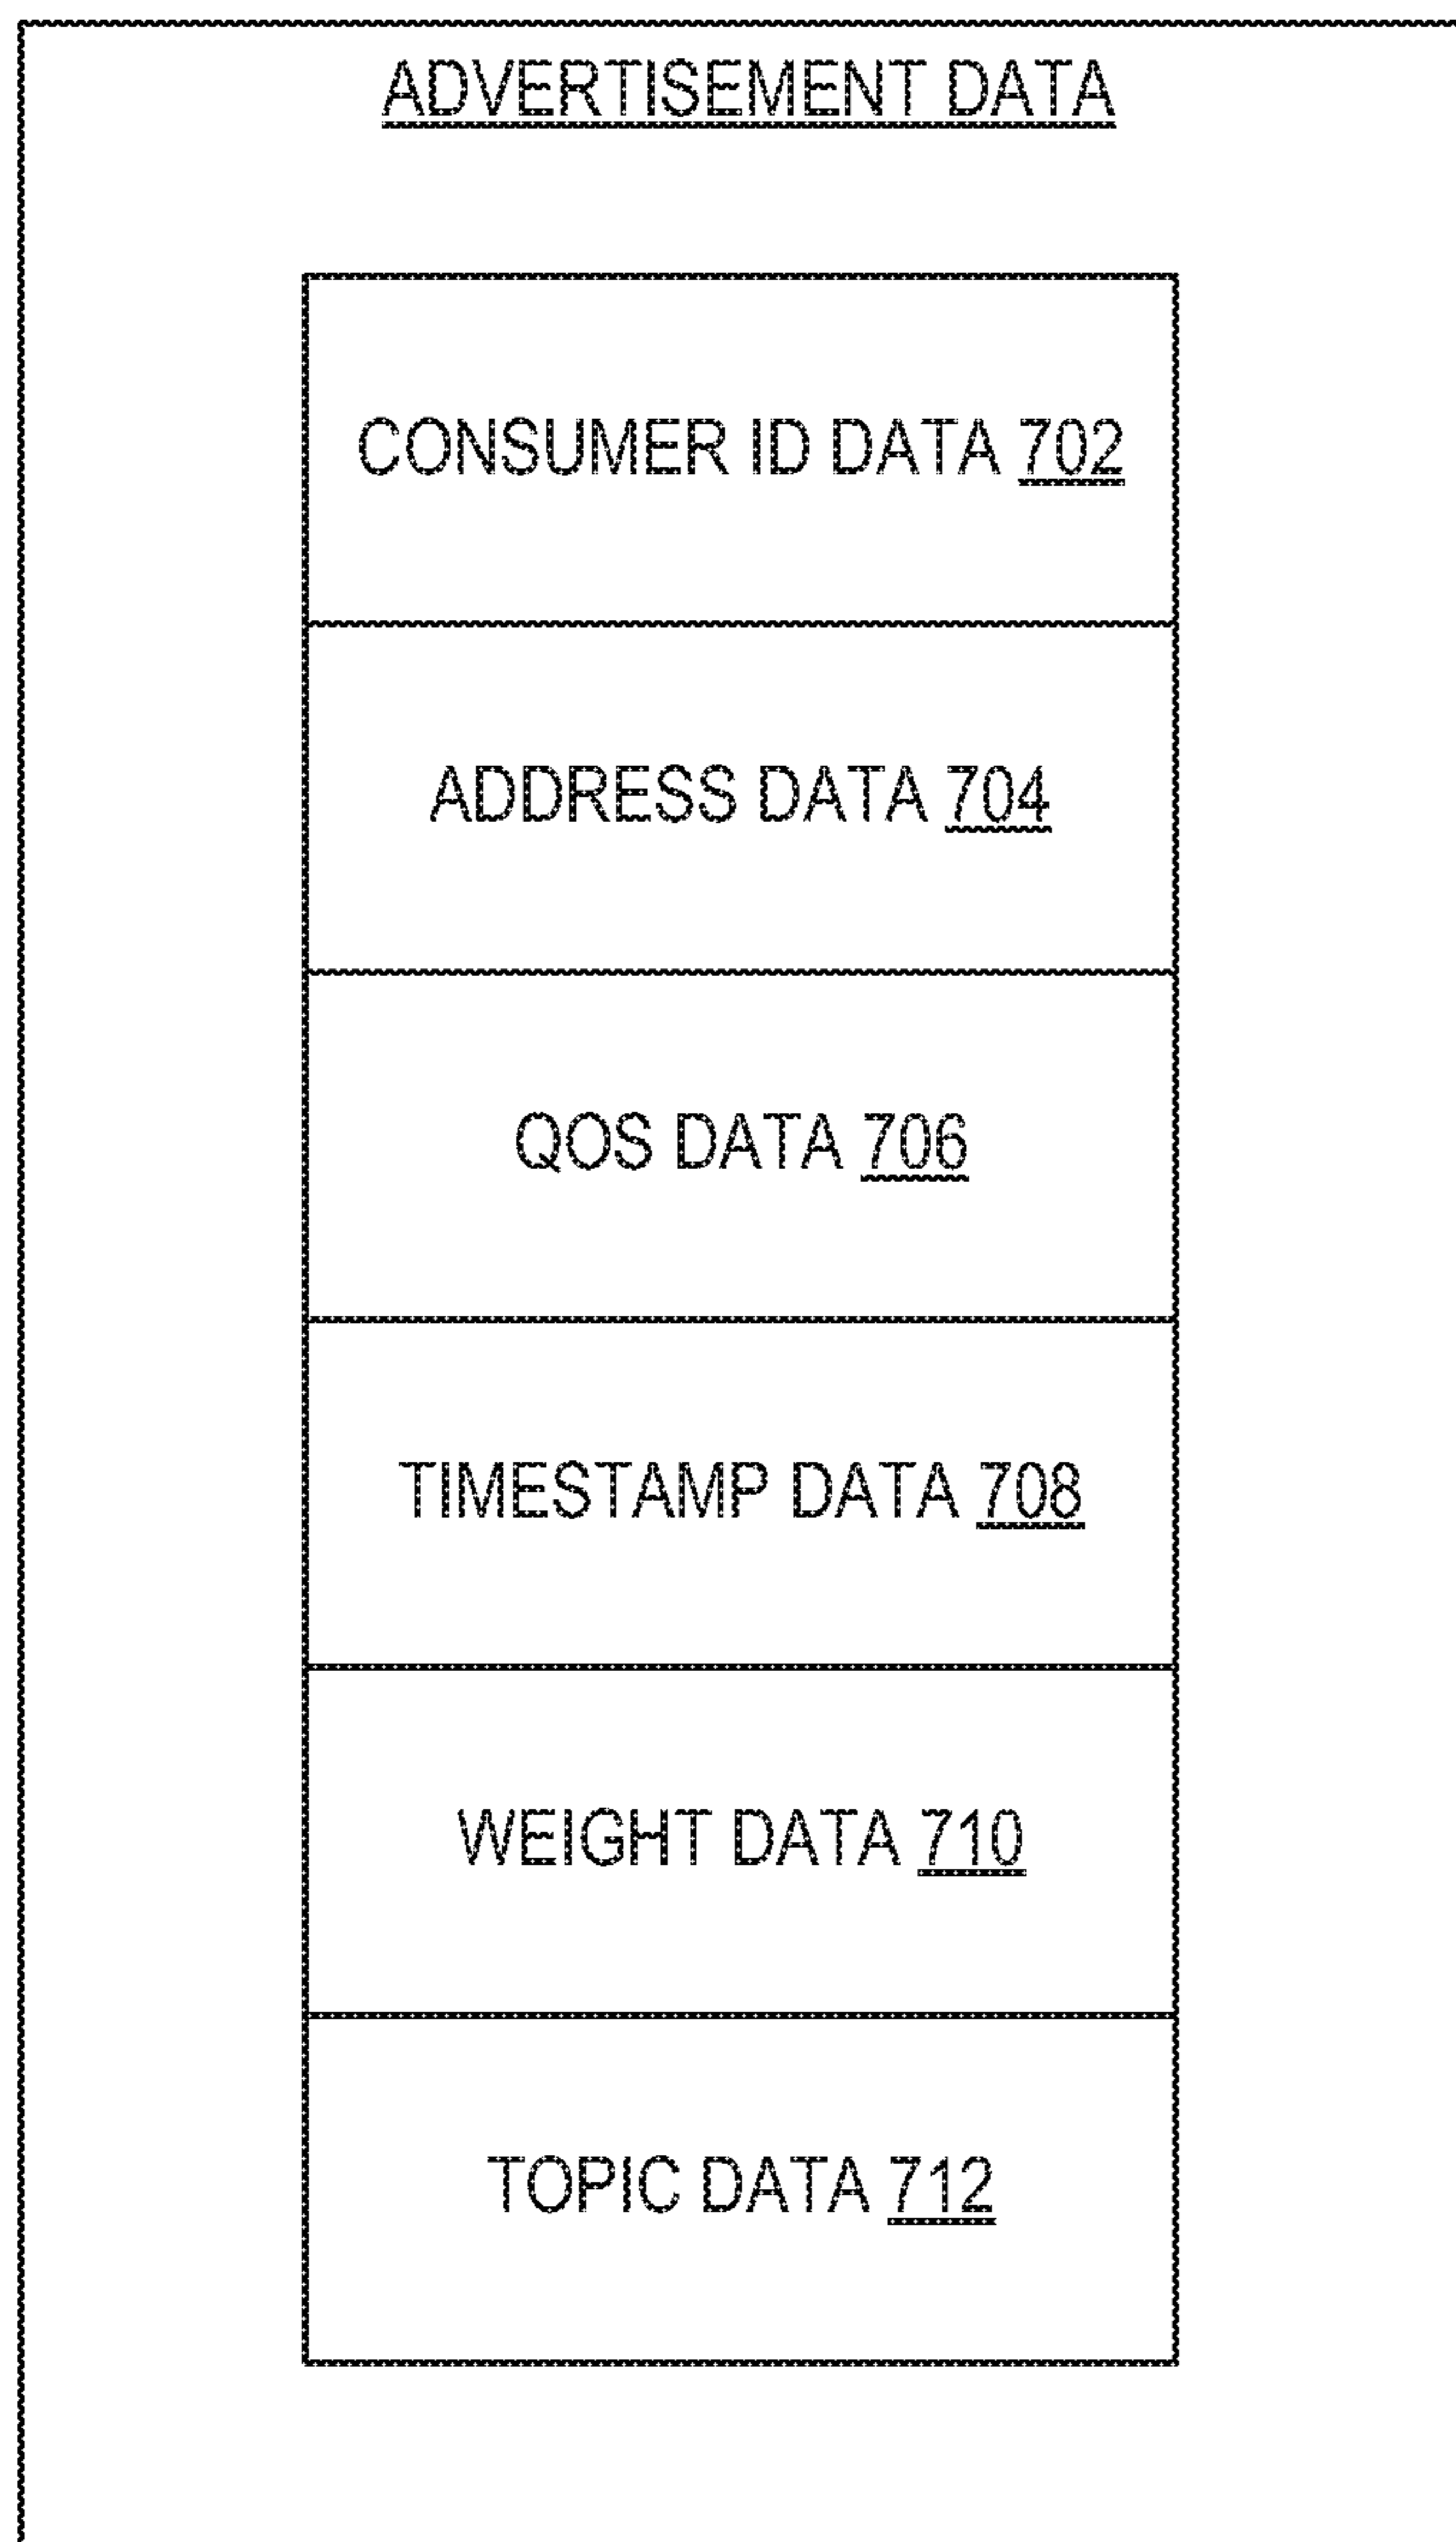 ADVERTISEMENT DATA
CONSUMER ID DATA 702
ADDRESS DATA 704
QOS DATA 706
TIMESTAMP DATA 708
WEIGHT DATA 710
TOPIC DATA 712